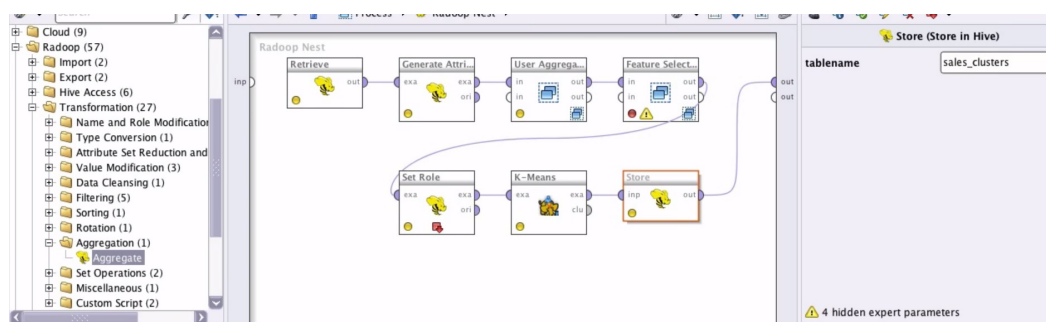 Cloud (9)
Radoop (57)
Import (2)
Export (2)
Hive Access (6)
Transformation (27)
Name and Role Modification
Type Conversion (1)
Attribute Set Reduction and
Value Modification (3)
Data Cleansing (1)
Filtering (5)
Sorting (1)
Rotation (1)
Aggregation (1)
Aggregate
Set Operations (2)
Miscellaneous (1)
Custom Script (2)
Process
Radoop Nest
Radoop Nest
inp
Retrieve
out
Generate Attri...
exa exa
ori
User Aggrega...
in out
in out
Feature Select...
in out
in out
out
out
Set Role
exa exa
ori
K-Means
exa exa
clu
Store
inp out
Store (Store in Hive)
tablename sales_clusters
4 hidden expert parameters